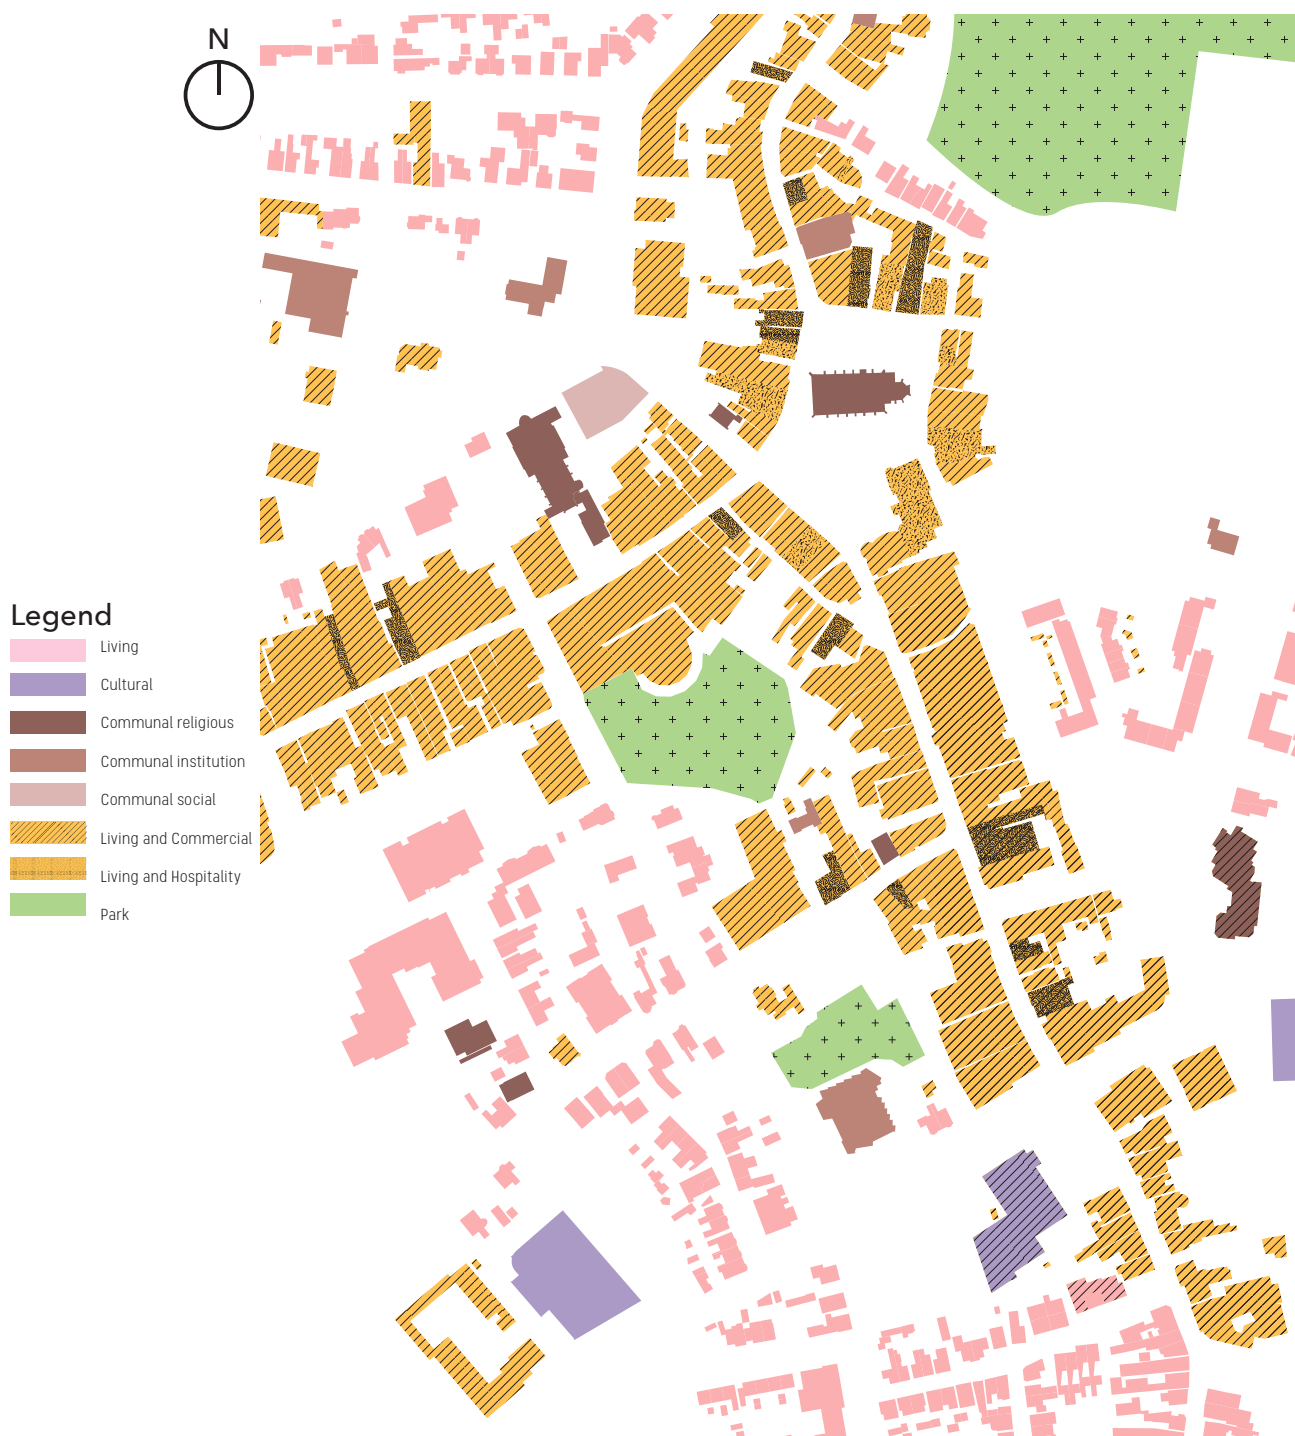 N
Legend
Living
Cultural
Communal religious
Communal institution
Communal social
Living and Commercial
Living and Hospitality
Park